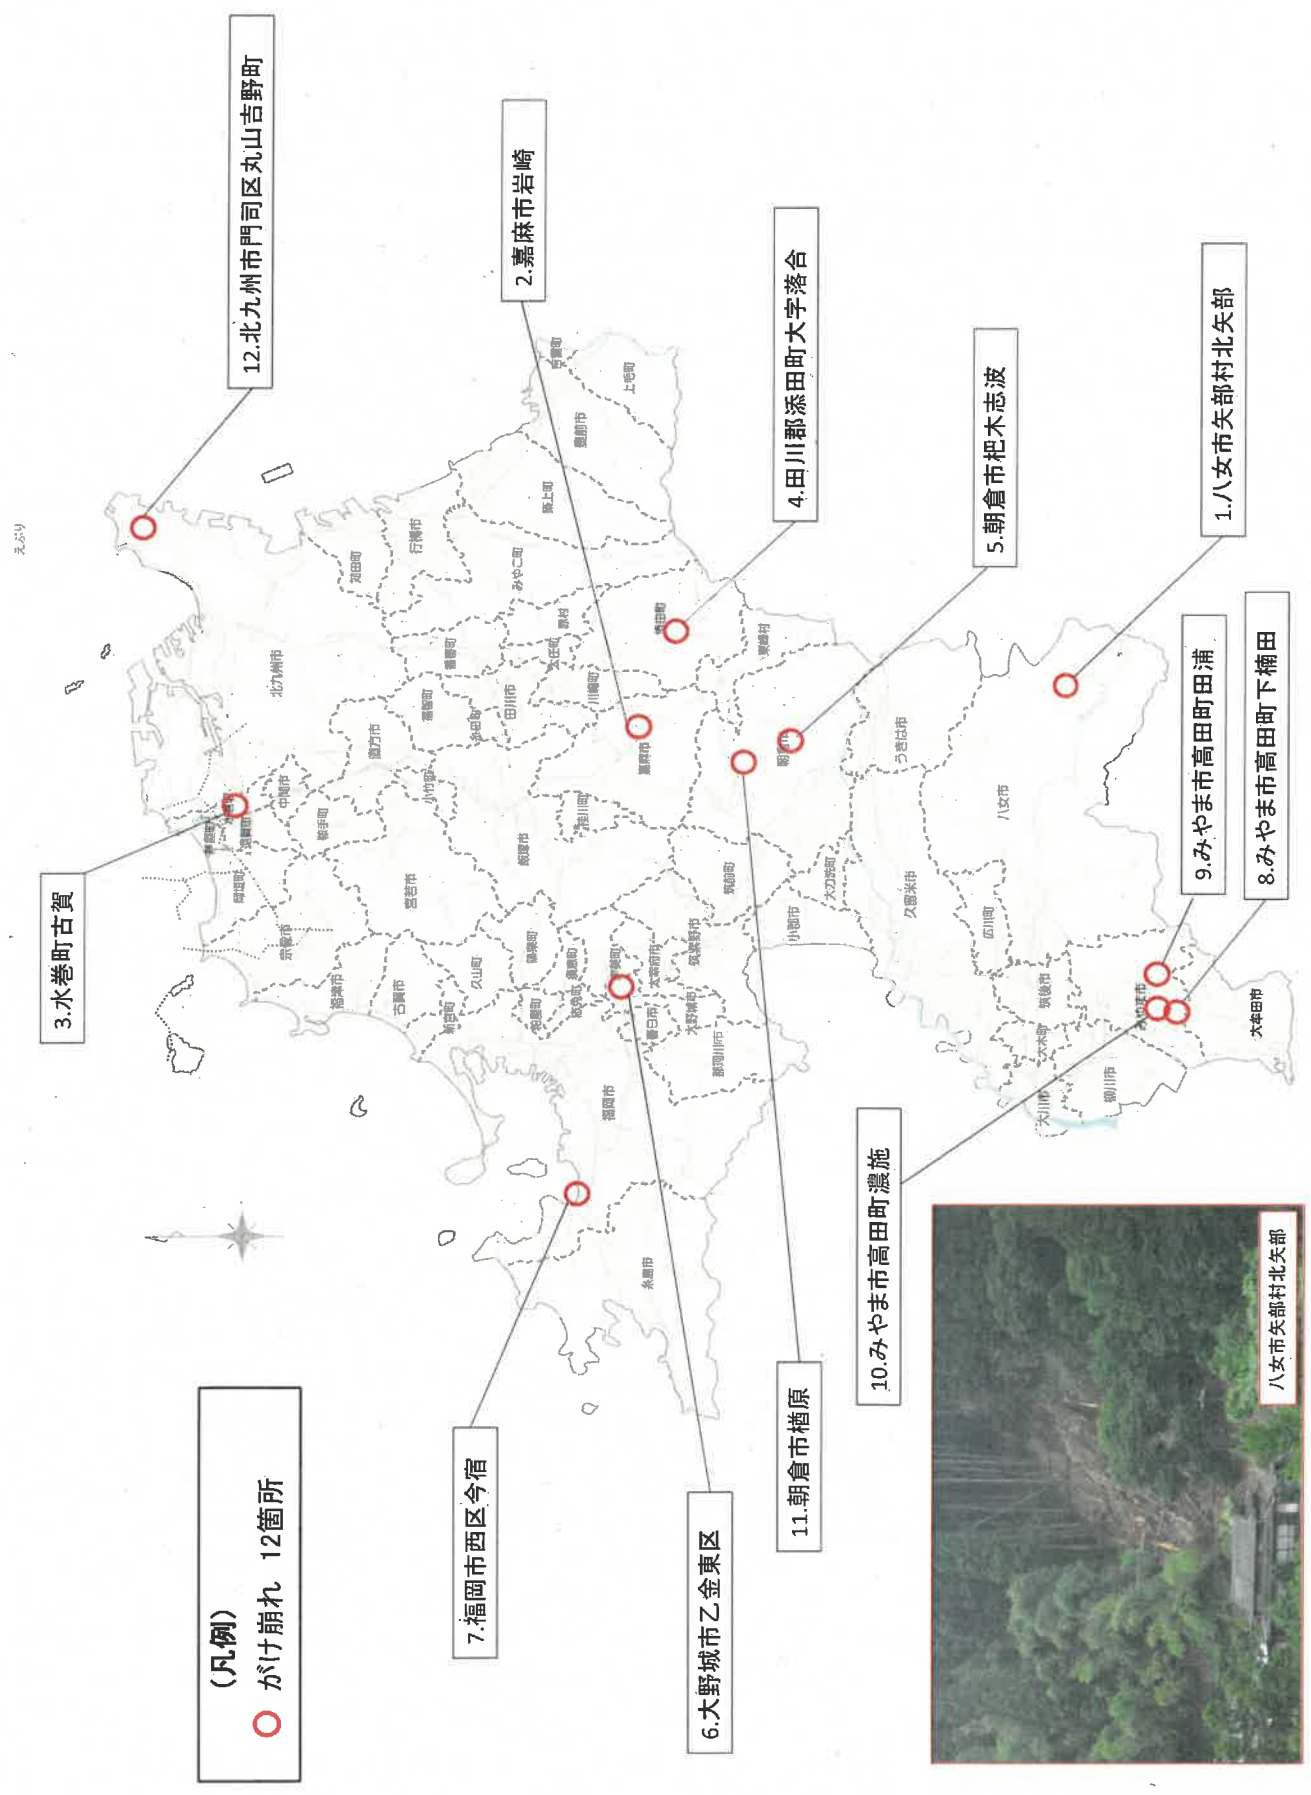 えぶり
(凡例)
がけ崩れ 12箇所
3.水巻町古賀
12.北九州市門司区丸山吉野町
2.嘉麻市岩崎
4.田川郡添田町大字落合
5.朝倉市杷木志波
1.八女市矢部村北矢部
9.みやま市高田町田浦
8.みやま市高田町下楠田
10.みやま市高田町濃施
11.朝倉市楢原
6.大野城市乙金東区
7.福岡市西区今宿
八女市矢部村北矢部
北九州市
中間市
遠賀町
岡垣町
宗像市
福津市
古賀市
新宮町
久山町
宮若市
鞍手町
直方市
小竹町
福智町
香春町
糸田町
田川市
大任町
赤村
川崎町
添田町
みやこ町
行橋市
苅田町
築上町
豊前市
吉富町
上毛町
飯塚市
桂川町
嘉麻市
東峰村
朝倉市
筑前町
大刀洗町
小郡市
筑紫野市
太宰府市
大野城市
春日市
那珂川市
篠栗町
須恵町
志免町
粕屋町
福岡市
糸島市
うきは市
久留米市
八女市
広川町
筑後市
大木町
大川市
柳川市
みやま市
大牟田市